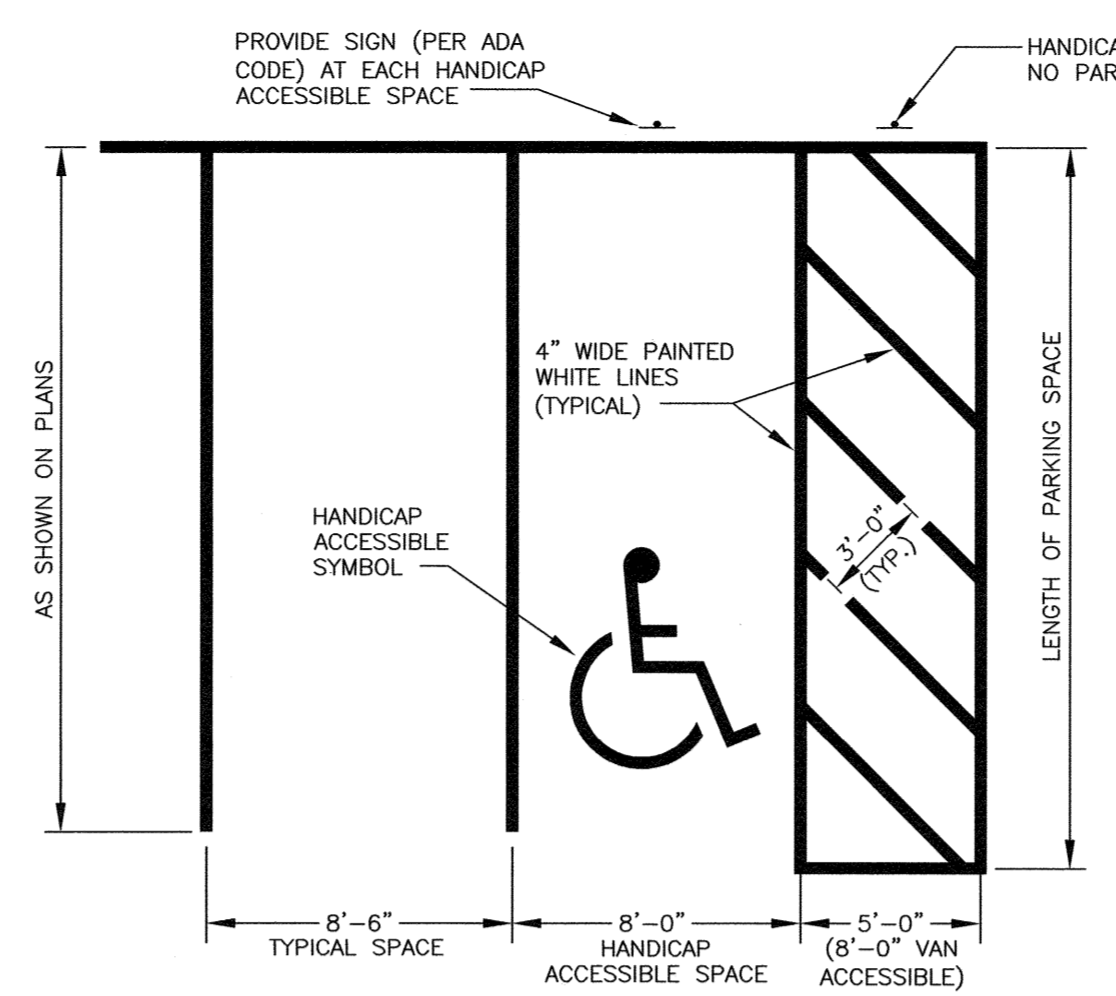 PROVIDE SIGN (PER ADA
CODE) AT EACH HANDICAP
ACCESSIBLE SPACE
NO
4” WIDE PAINTED
WHITE LINES
(TYPICAL)
HANDICAP
ACCESSIBLE
SYMBOL
AS SHOWN ON PLANS
3’-0”
(TYP.)
LENGTH OF PARKING SPACE
8’-6”
TYPICAL SPACE
8’-0”
HANDICAP
ACCESSIBLE SPACE
5’-0”
(8’-0” VAN
ACCESSIBLE)